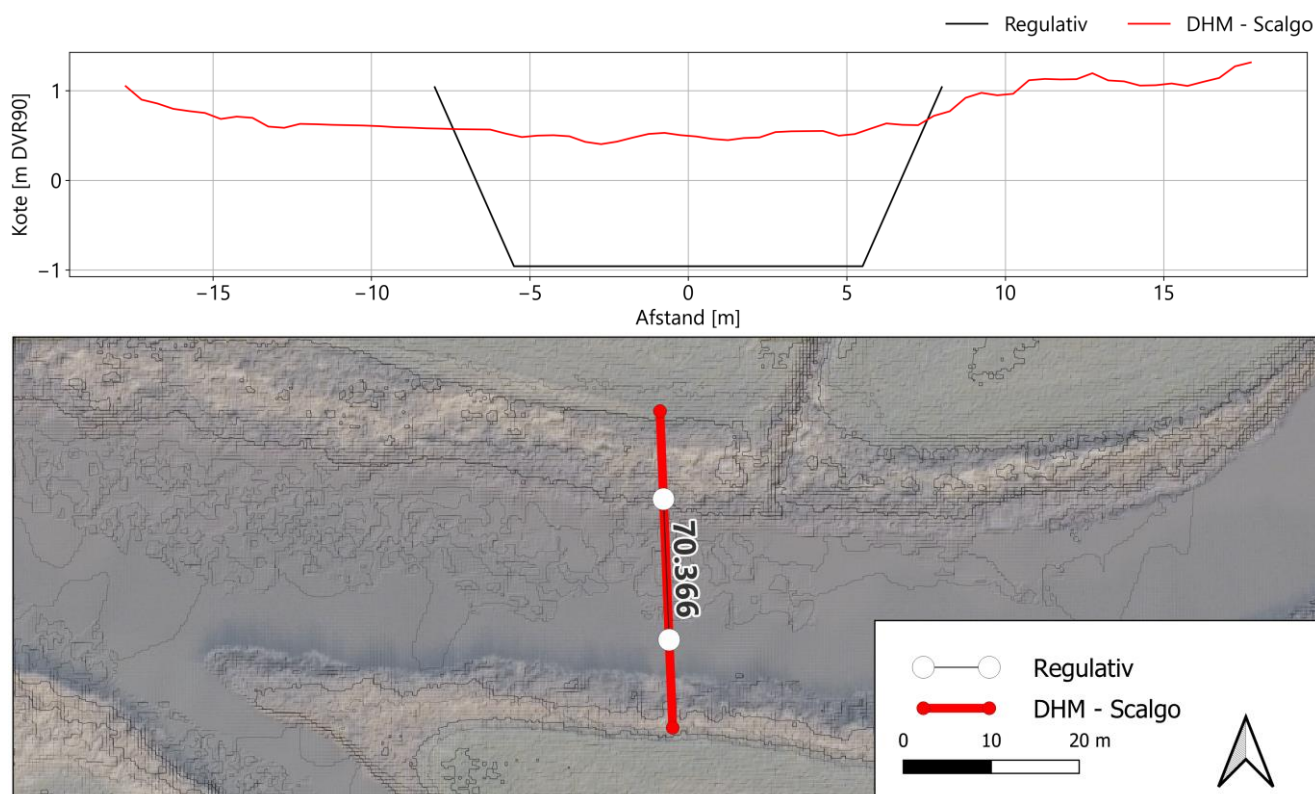 Regulativ DHM - Scalgo
Kote [m DVR90]
1
0
−1
−15 −10 −5 0 5 10 15
Afstand [m]
70.366
Regulativ
DHM - Scalgo
0 10 20 m